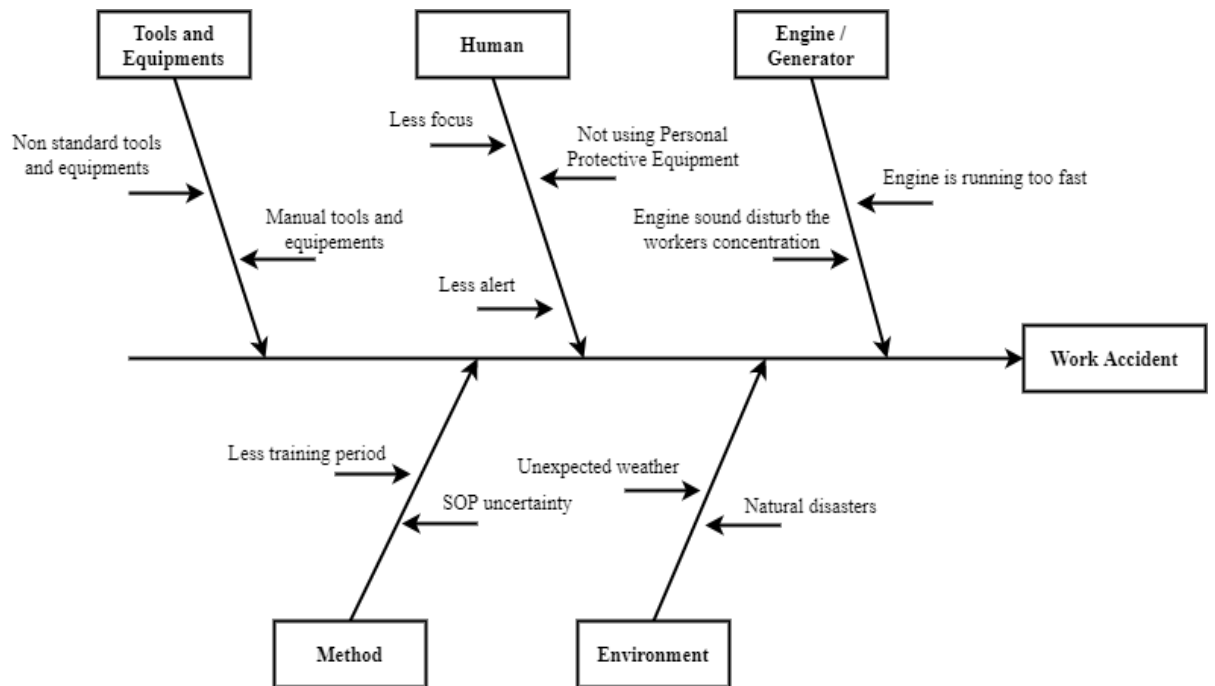 Tools and
Equipments
Human
Engine /
Generator
Less focus
Not using Personal
Protective Equipment
Non standard tools
and equipments
Engine is running too fast
Manual tools and
equipements
Engine sound disturb the
workers concentration
Less alert
Work Accident
Less training period
Unexpected weather
SOP uncertainty
Natural disasters
Method
Environment